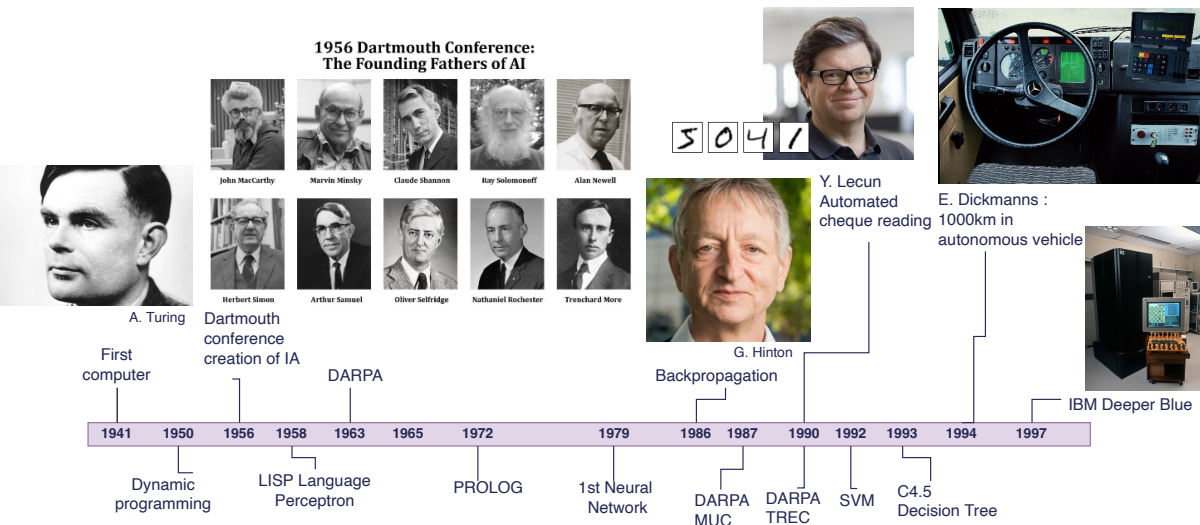 1956 Dartmouth Conference:
The Founding Fathers of AI
John MacCarthy
Marvin Minsky
Claude Shannon
Ray Solomonoff
Alan Newell
Herbert Simon
Arthur Samuel
Oliver Selfridge
Nathaniel Rochester
Trenchard More
5 0 4 1
A. Turing
G. Hinton
Y. Lecun
Automated
cheque reading
E. Dickmanns :
1000km in
autonomous vehicle
First
computer
Dartmouth
conference
creation of IA
DARPA
Backpropagation
IBM Deeper Blue
1941 1950 1956 1958 1963 1965 1972 1979 1986 1987 1990 1992 1993 1994 1997
Dynamic
programming
LISP Language
Perceptron
PROLOG
1st Neural
Network
DARPA
MUC
DARPA
TREC
SVM
C4.5
Decision Tree